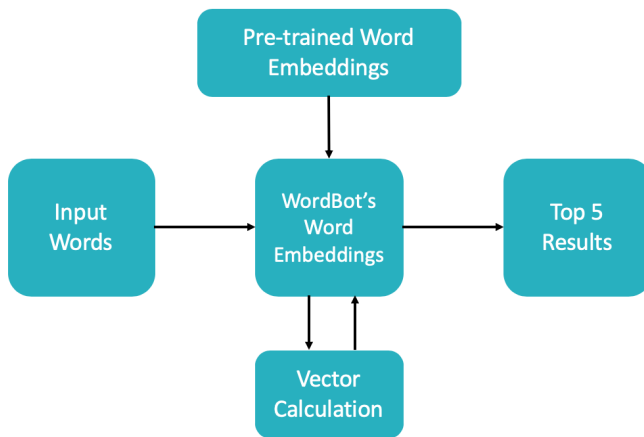 Pre-trained Word
Embeddings
Input
Words
WordBot's
Word
Embeddings
Top 5
Results
Vector
Calculation